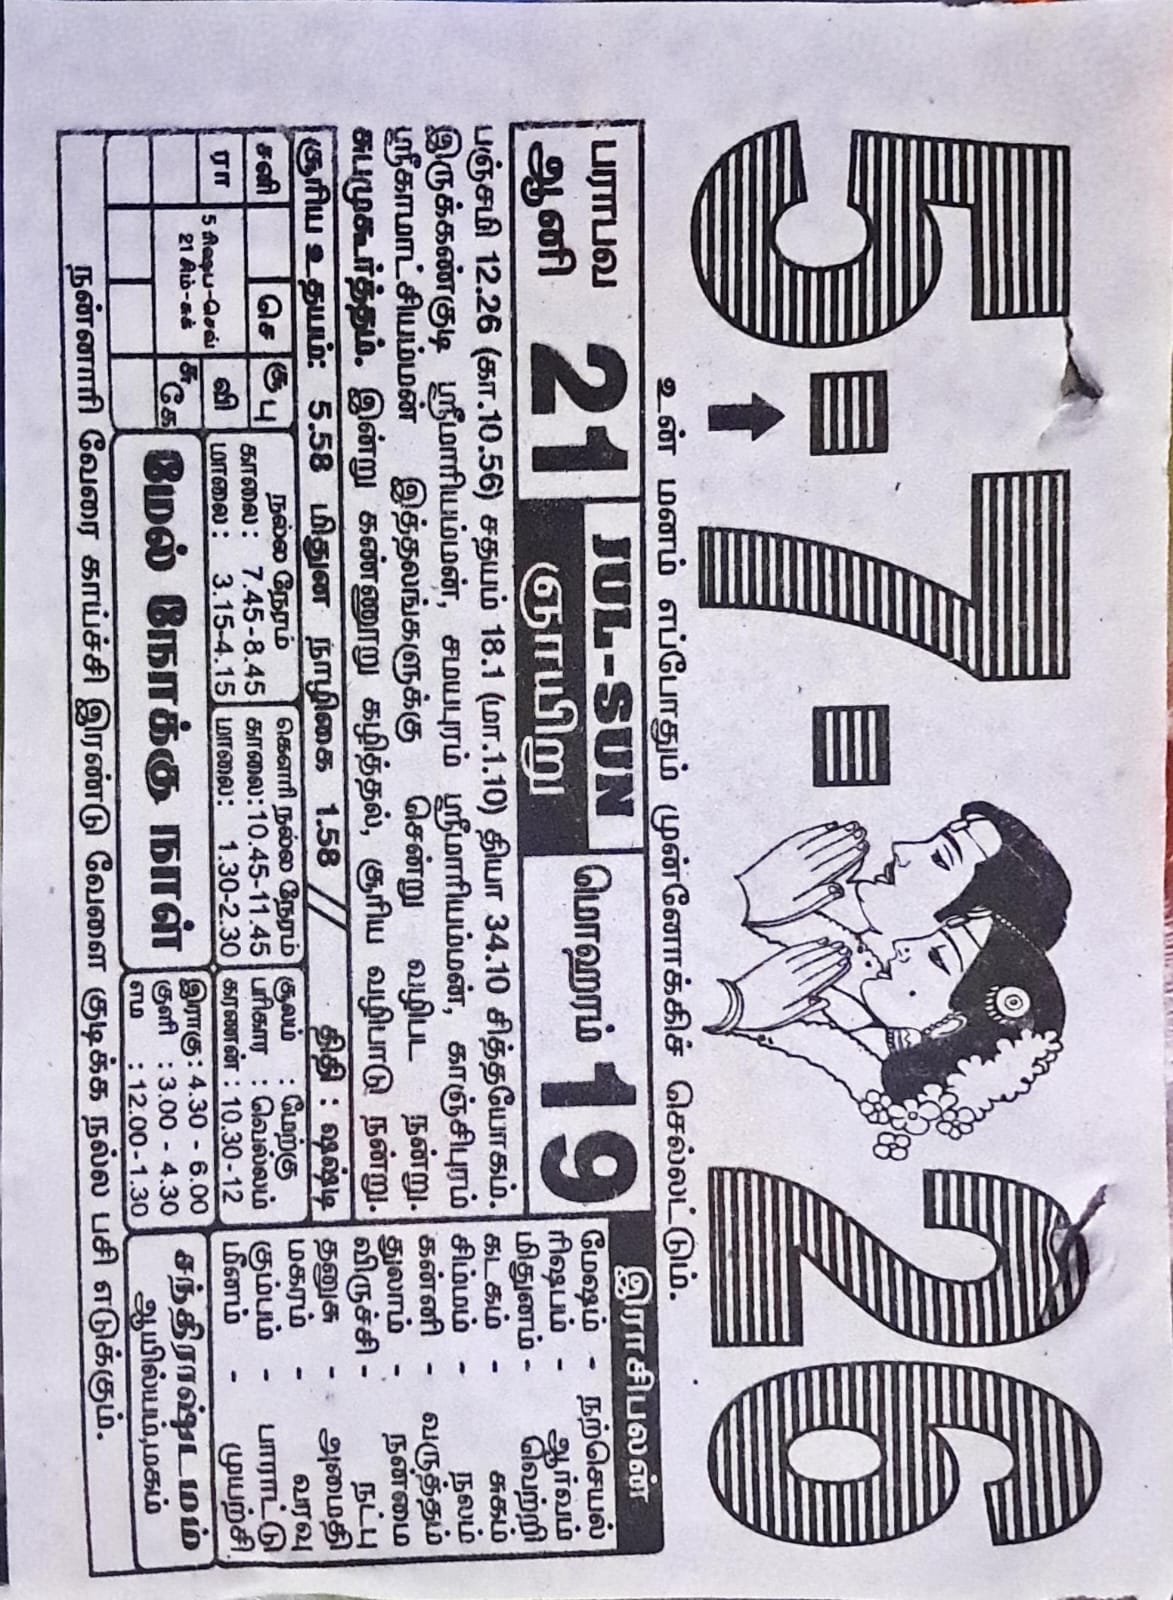 5-7-26
உன் மனம் எப்போதும் முன்னோக்கிச் செல்லட்டும்.
பராபவ
ஆனி 21
JUL-SUN
ஞாயிறு
மொஹரம் 19
பஞ்சமி 12.26 (கா.10.56) சதயம் 18.1 (மா.1.10) தியா 34.10 சித்தயோகம்.
இருக்கண்குடி ஸ்ரீமாரியம்மன், சமயபுரம் ஸ்ரீமாரியம்மன், காஞ்சிபுரம்
ஸ்ரீகாமாட்சியம்மன் இத்தலங்களுக்கு சென்று வழிபட நன்று.
சுபமுகூர்த்தம். இன்று கண்ணூறு கழித்தல், சூரிய வழிபாடு நன்று.
சூரிய உதயம்: 5.58 மிதுன நாழிகை 1.58 // திதி : ஷஷ்டி
இராசிபலன்
மேஷம் - நற்செயல்
ரிஷபம் - ஆர்வம்
மிதுனம் - வெற்றி
கடகம் - சுகம்
சிம்மம் - நலம்
கன்னி - வருத்தம்
துலாம் - நன்மை
விருச்சி - நட்பு
தனுசு - அமைதி
மகரம் - வரவு
கும்பம் - பாராட்டு
மீனம் - முயற்சி
சனி செ குபு
ரா வி
5 ரிஷப-செவ்
21 சிம்-சுக்
சுகே
நல்ல நேரம்
காலை: 7.45-8.45
மாலை: 3.15-4.15
கௌரி நல்ல நேரம்
காலை:10.45-11.45
மாலை: 1.30-2.30
சூலம் : மேற்கு
பரிகார : வெல்லம்
கரணன் : 10.30-12
மேல் நோக்கு நாள்
இராகு: 4.30 - 6.00
குளி : 3.00 - 4.30
எம : 12.00-1.30
சந்திராஷ்டமம்
ஆயில்யம்,மகம்
நன்னாரி வேரை காய்ச்சி இரண்டு வேளை குடிக்க நல்ல பசி எடுக்கும்.